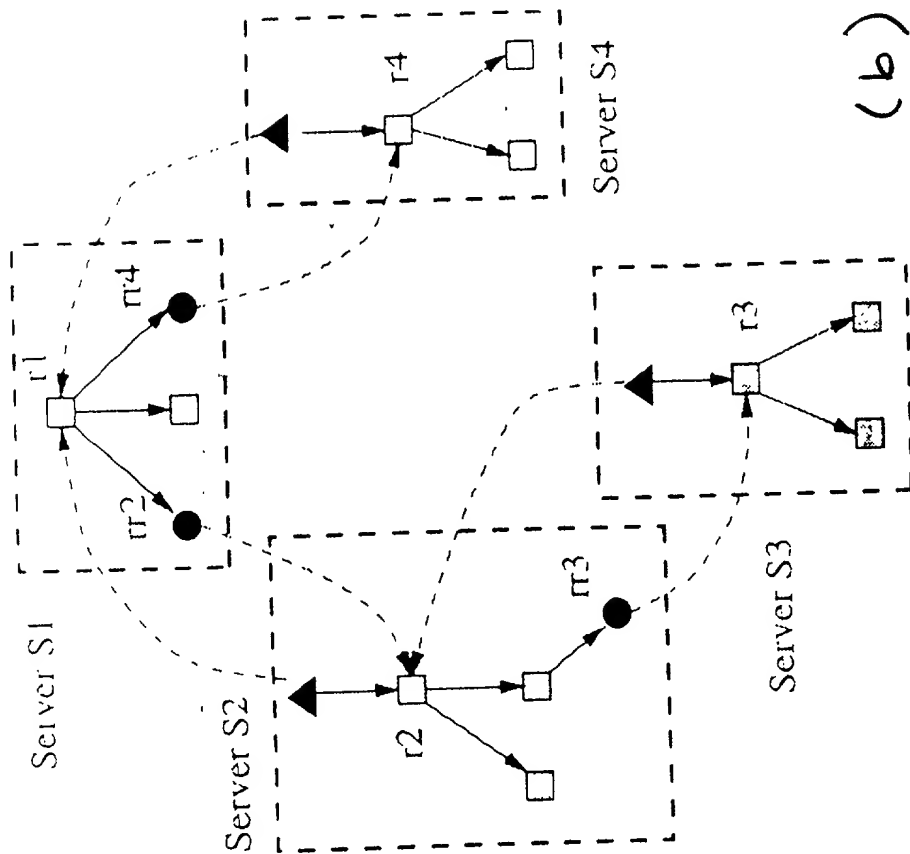 Server S1
r1
rr2
rr4
Server S2
r2
rr3
r4
Server S4
r3
Server S3
(b)